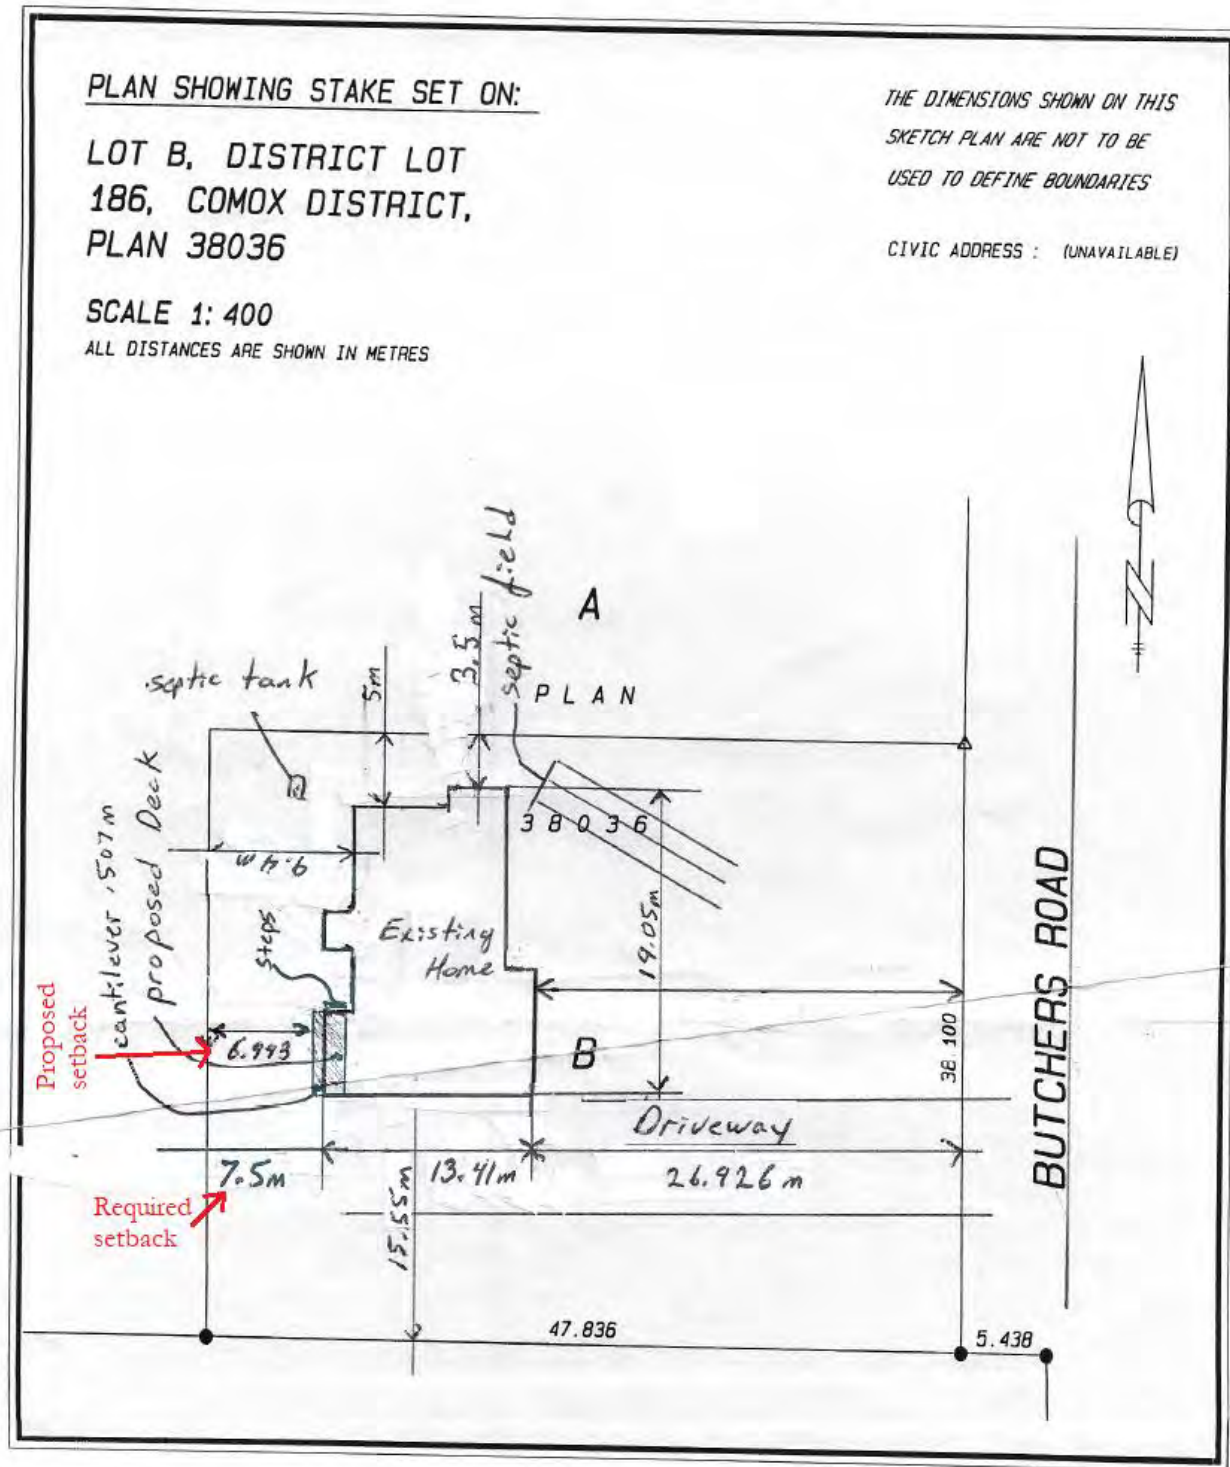 PLAN SHOWING STAKE SET ON:
LOT B, DISTRICT LOT
186, COMOX DISTRICT,
PLAN 38036
SCALE 1: 400
ALL DISTANCES ARE SHOWN IN METRES
THE DIMENSIONS SHOWN ON THIS
SKETCH PLAN ARE NOT TO BE
USED TO DEFINE BOUNDARIES
CIVIC ADDRESS : (UNAVAILABLE)
N
septic field
A
3.5 m
septic tank
5m
PLAN
38036
9.4 m
cantilever .507 m
proposed Deck
Steps
Existing
Home
19.05m
BUTCHERS ROAD
Proposed
setback
6.993
B
38.100
Driveway
7.5m
13.41m
26.926 m
Required
setback
15.55m
47.836
5.438